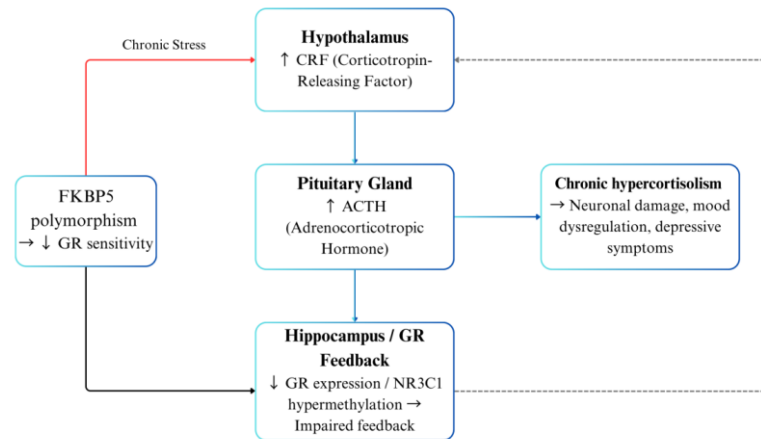 Chronic Stress
Hypothalamus
↑ CRF (Corticotropin-
Releasing Factor)
FKBP5
polymorphism
→ ↓ GR sensitivity
Pituitary Gland
↑ ACTH
(Adrenocorticotropic
Hormone)
Chronic hypercortisolism
→ Neuronal damage, mood
dysregulation, depressive
symptoms
Hippocampus / GR
Feedback
↓ GR expression / NR3C1
hypermethylation →
Impaired feedback